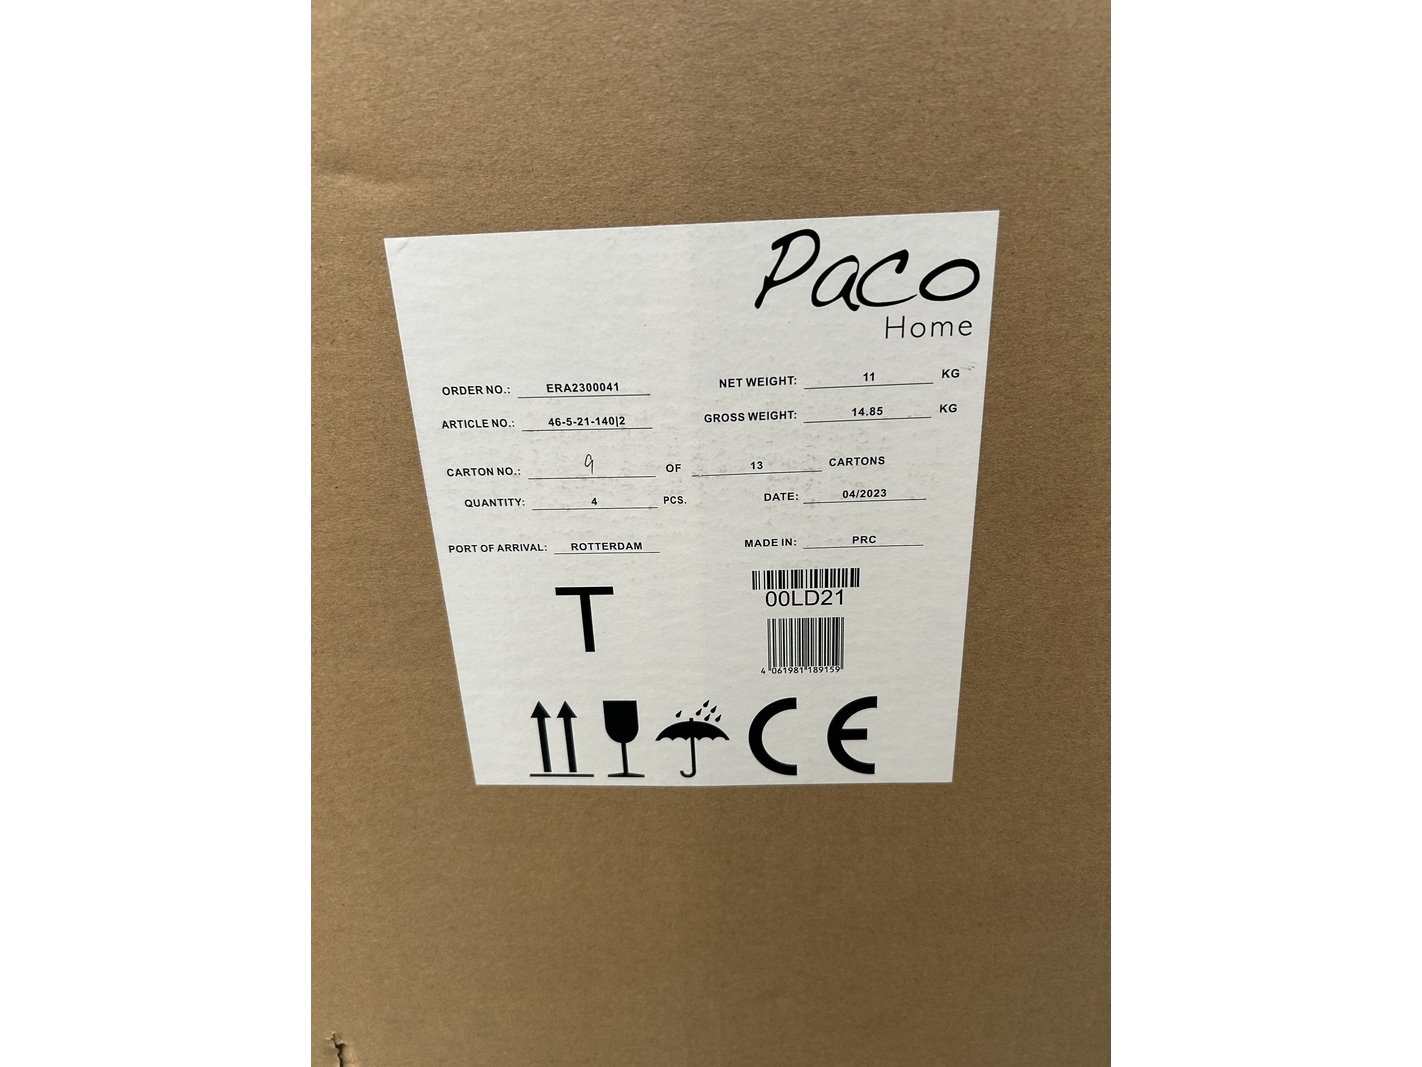 Paco
Home
ORDER NO.: ERA2300041 NET WEIGHT: 11 KG
ARTICLE NO.: 46-5-21-140|2 GROSS WEIGHT: 14.85 KG
CARTON NO.: 9 OF 13 CARTONS
QUANTITY: 4 PCS. DATE: 04/2023
PORT OF ARRIVAL: ROTTERDAM MADE IN: PRC
T
00LD21
4 061981 189159
CE